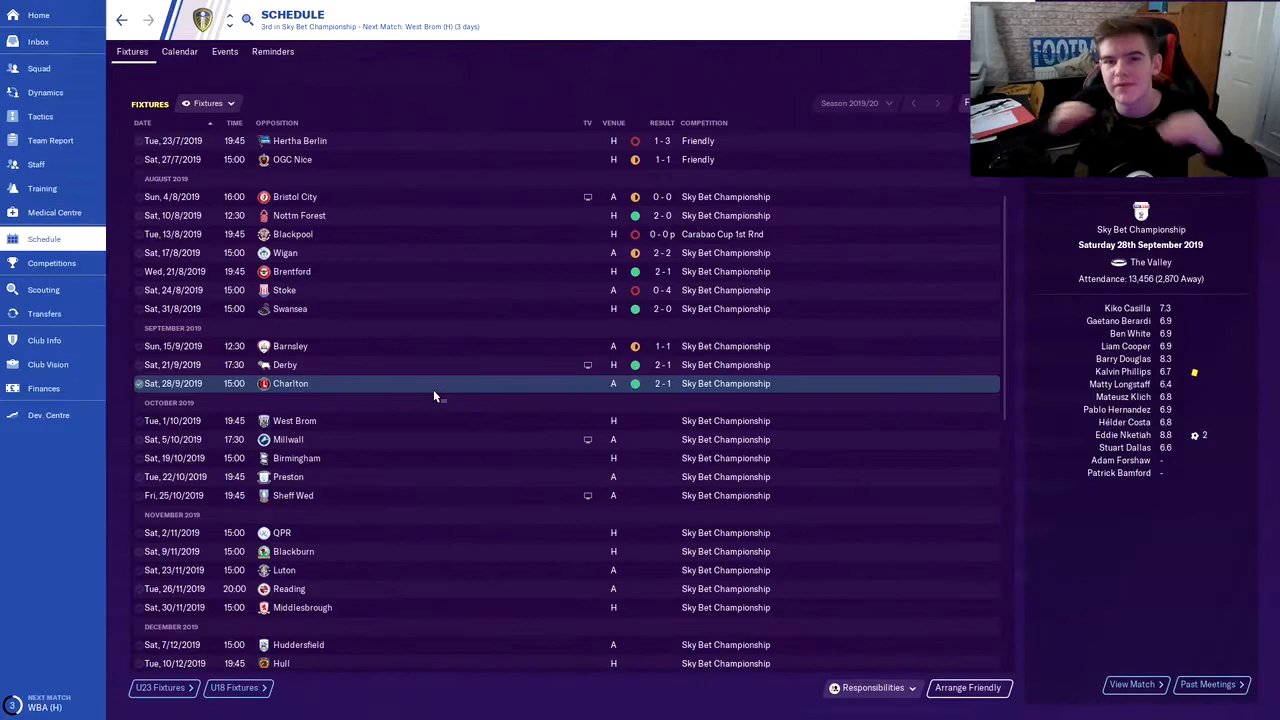 Home
Inbox
Squad
Dynamics
Tactics
Team Report
Staff
Training
Medical Centre
Schedule
Competitions
Scouting
Transfers
Club Info
Club Vision
Finances
Dev. Centre
3 NEXT MATCH
WBA (H)
SCHEDULE
3rd in Sky Bet Championship - Next Match: West Brom (H) (3 days)
Fixtures Calendar Events Reminders
FIXTURES Fixtures Season 2019/20 F
DATE TIME OPPOSITION TV VENUE RESULT COMPETITION
Tue, 23/7/2019 19:45 Hertha Berlin H 1 - 3 Friendly
Sat, 27/7/2019 15:00 OGC Nice H 1 - 1 Friendly
AUGUST 2019
Sun, 4/8/2019 16:00 Bristol City A 0 - 0 Sky Bet Championship
Sat, 10/8/2019 12:30 Nottm Forest H 2 - 0 Sky Bet Championship
Tue, 13/8/2019 19:45 Blackpool H 0 - 0 p Carabao Cup 1st Rnd
Sat, 17/8/2019 15:00 Wigan A 2 - 2 Sky Bet Championship
Wed, 21/8/2019 19:45 Brentford H 2 - 1 Sky Bet Championship
Sat, 24/8/2019 15:00 Stoke A 0 - 4 Sky Bet Championship
Sat, 31/8/2019 15:00 Swansea H 2 - 0 Sky Bet Championship
SEPTEMBER 2019
Sun, 15/9/2019 12:30 Barnsley A 1 - 1 Sky Bet Championship
Sat, 21/9/2019 17:30 Derby H 2 - 1 Sky Bet Championship
Sat, 28/9/2019 15:00 Charlton A 2 - 1 Sky Bet Championship
OCTOBER 2019
Tue, 1/10/2019 19:45 West Brom H Sky Bet Championship
Sat, 5/10/2019 17:30 Millwall A Sky Bet Championship
Sat, 19/10/2019 15:00 Birmingham H Sky Bet Championship
Tue, 22/10/2019 19:45 Preston A Sky Bet Championship
Fri, 25/10/2019 19:45 Sheff Wed A Sky Bet Championship
NOVEMBER 2019
Sat, 2/11/2019 15:00 QPR H Sky Bet Championship
Sat, 9/11/2019 15:00 Blackburn H Sky Bet Championship
Sat, 23/11/2019 15:00 Luton A Sky Bet Championship
Tue, 26/11/2019 20:00 Reading A Sky Bet Championship
Sat, 30/11/2019 15:00 Middlesbrough H Sky Bet Championship
DECEMBER 2019
Sat, 7/12/2019 15:00 Huddersfield A Sky Bet Championship
Tue, 10/12/2019 19:45 Hull H Sky Bet Championship
U23 Fixtures U18 Fixtures Responsibilities Arrange Friendly
Sky Bet Championship
Saturday 28th September 2019
The Valley
Attendance: 13,456 (2,870 Away)
Kiko Casilla 7.3
Gaetano Berardi 6.9
Ben White 6.9
Liam Cooper 6.9
Barry Douglas 8.3
Kalvin Phillips 6.7
Matty Longstaff 6.4
Mateusz Klich 6.8
Pablo Hernandez 6.9
Hélder Costa 6.8
Eddie Nketiah 8.8 2
Stuart Dallas 6.6
Adam Forshaw -
Patrick Bamford -
View Match Past Meetings